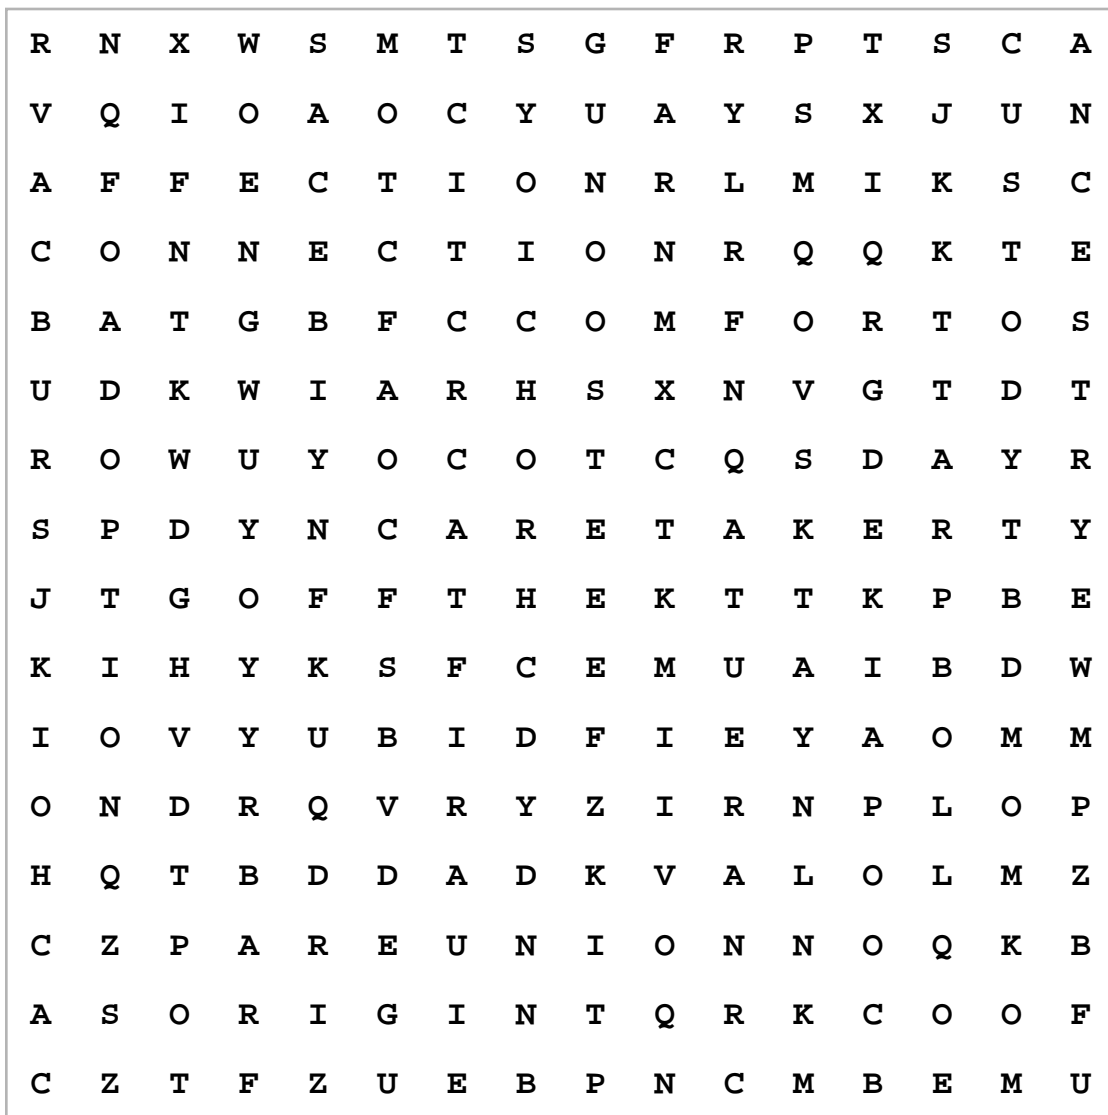 R N X W S M T S G F R P T S C A
V Q I O A O C Y U A Y S X J U N
A F F E C T I O N R L M I K S C
C O N N E C T I O N R Q Q K T E
B A T G B F C C O M F O R T O S
U D K W I A R H S X N V G T D T
R O W U Y O C O T C Q S D A Y R
S P D Y N C A R E T A K E R T Y
J T G O F F T H E K T T K P B E
K I H Y K S F C E M U A I B D W
I O V Y U B I D F I E Y A O M M
O N D R Q V R Y Z I R N P L O P
H Q T B D D A D K V A L O L M Z
C Z P A R E U N I O N N O Q K B
A S O R I G I N T Q R K C O O F
C Z T F Z U E B P N C M B E M U